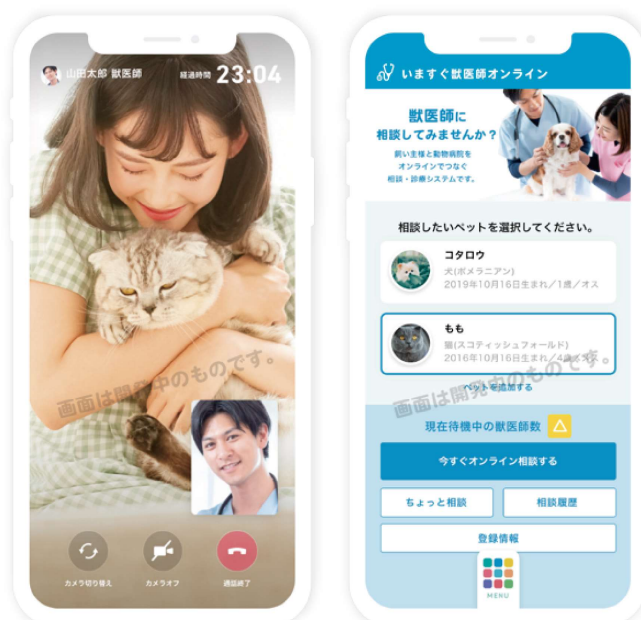 山田太郎 獣医師
経過時間 23:04
画面は開発中のものです。
カメラ切り替え
カメラオフ
通話終了
いますぐ獣医師オンライン
獣医師に
相談してみませんか?
飼い主様と動物病院を
オンラインでつなぐ
相談・診療システムです。
相談したいペットを選択してください。
コタロウ
犬(ポメラニアン)
2019年10月16日生まれ/1歳/オス
もも
猫(スコティッシュフォールド)
2016年10月16日生まれ/4歳/
画面は開発中のものです。
ペットを追加する
現在待機中の獣医師数
今すぐオンライン相談する
ちょっと相談
相談履歴
登録情報
MENU